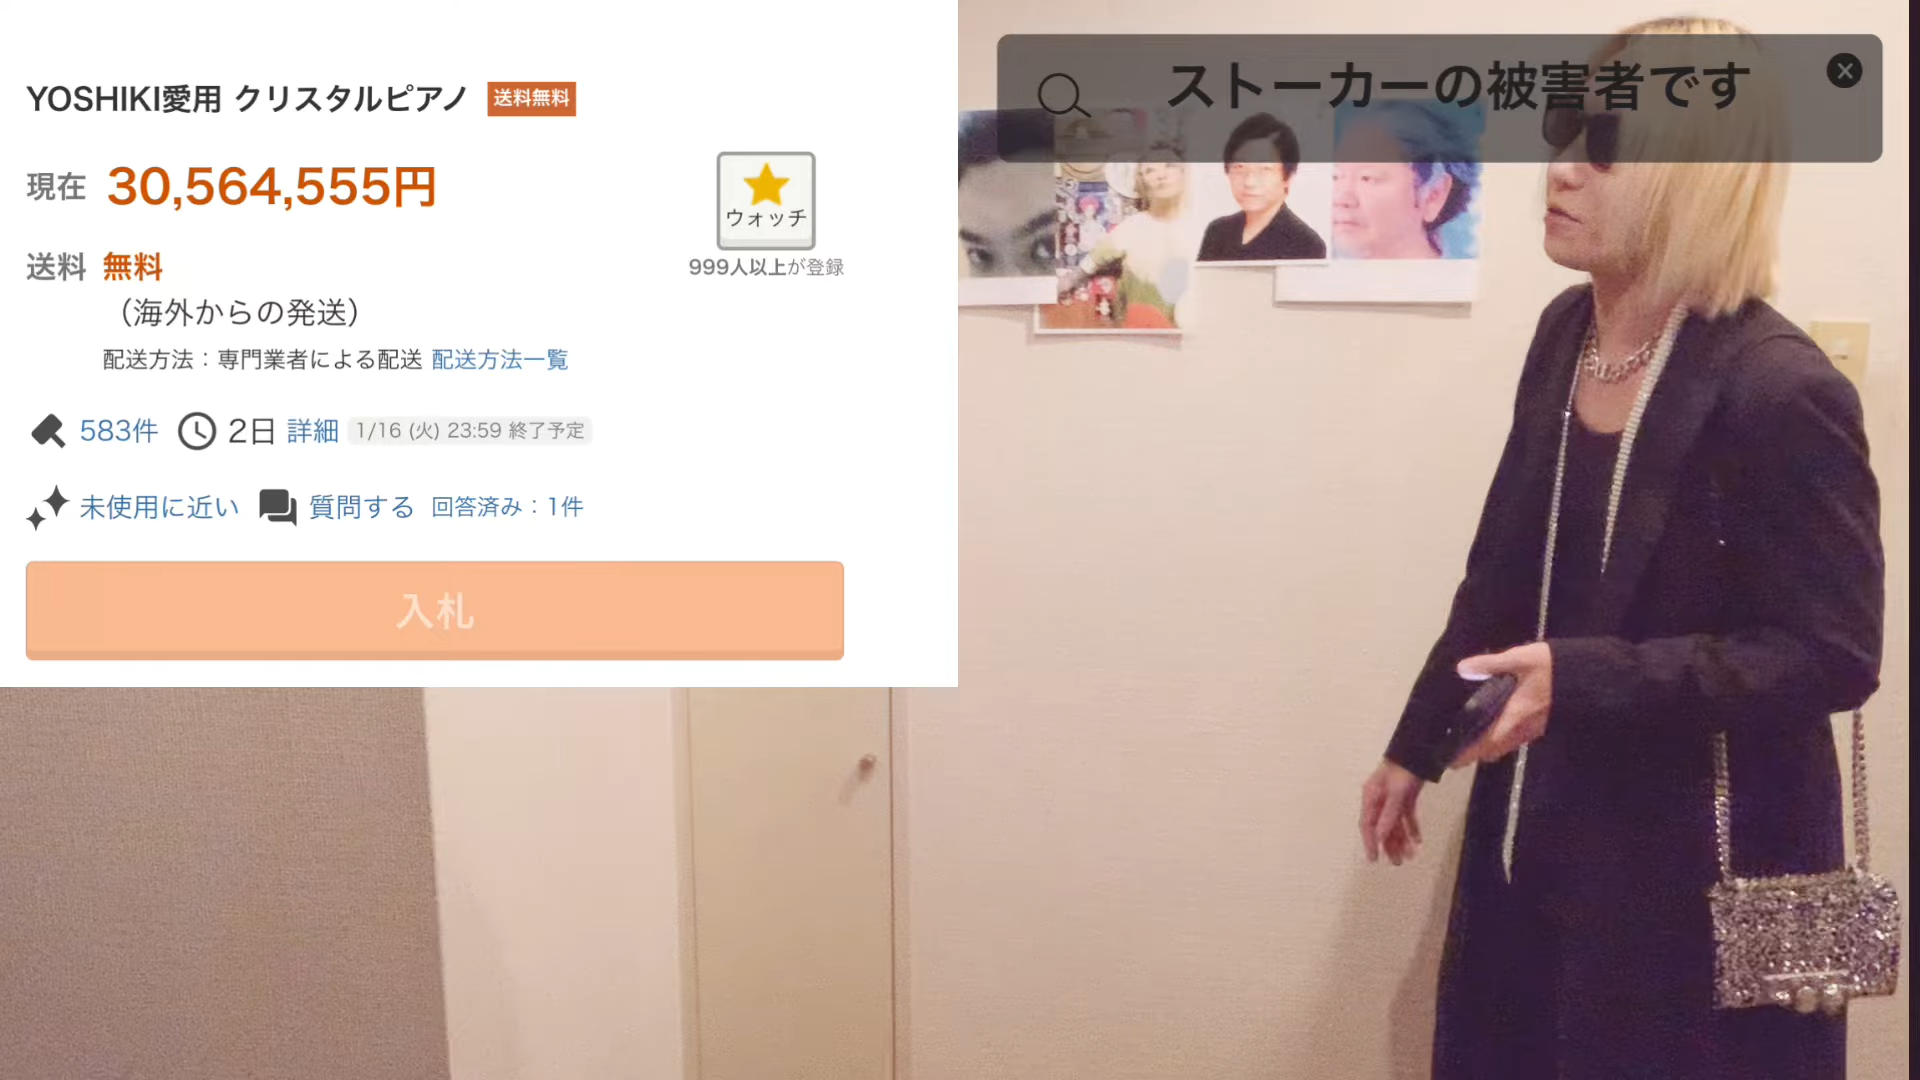 YOSHIKI愛用 クリスタルピアノ 送料無料
現在 30,564,555円
ウォッチ
999人以上が登録
送料 無料
（海外からの発送）
配送方法：専門業者による配送 配送方法一覧
583件 2日 詳細 1/16 (火) 23:59 終了予定
未使用に近い 質問する 回答済み：1件
入札
ストーカーの被害者です